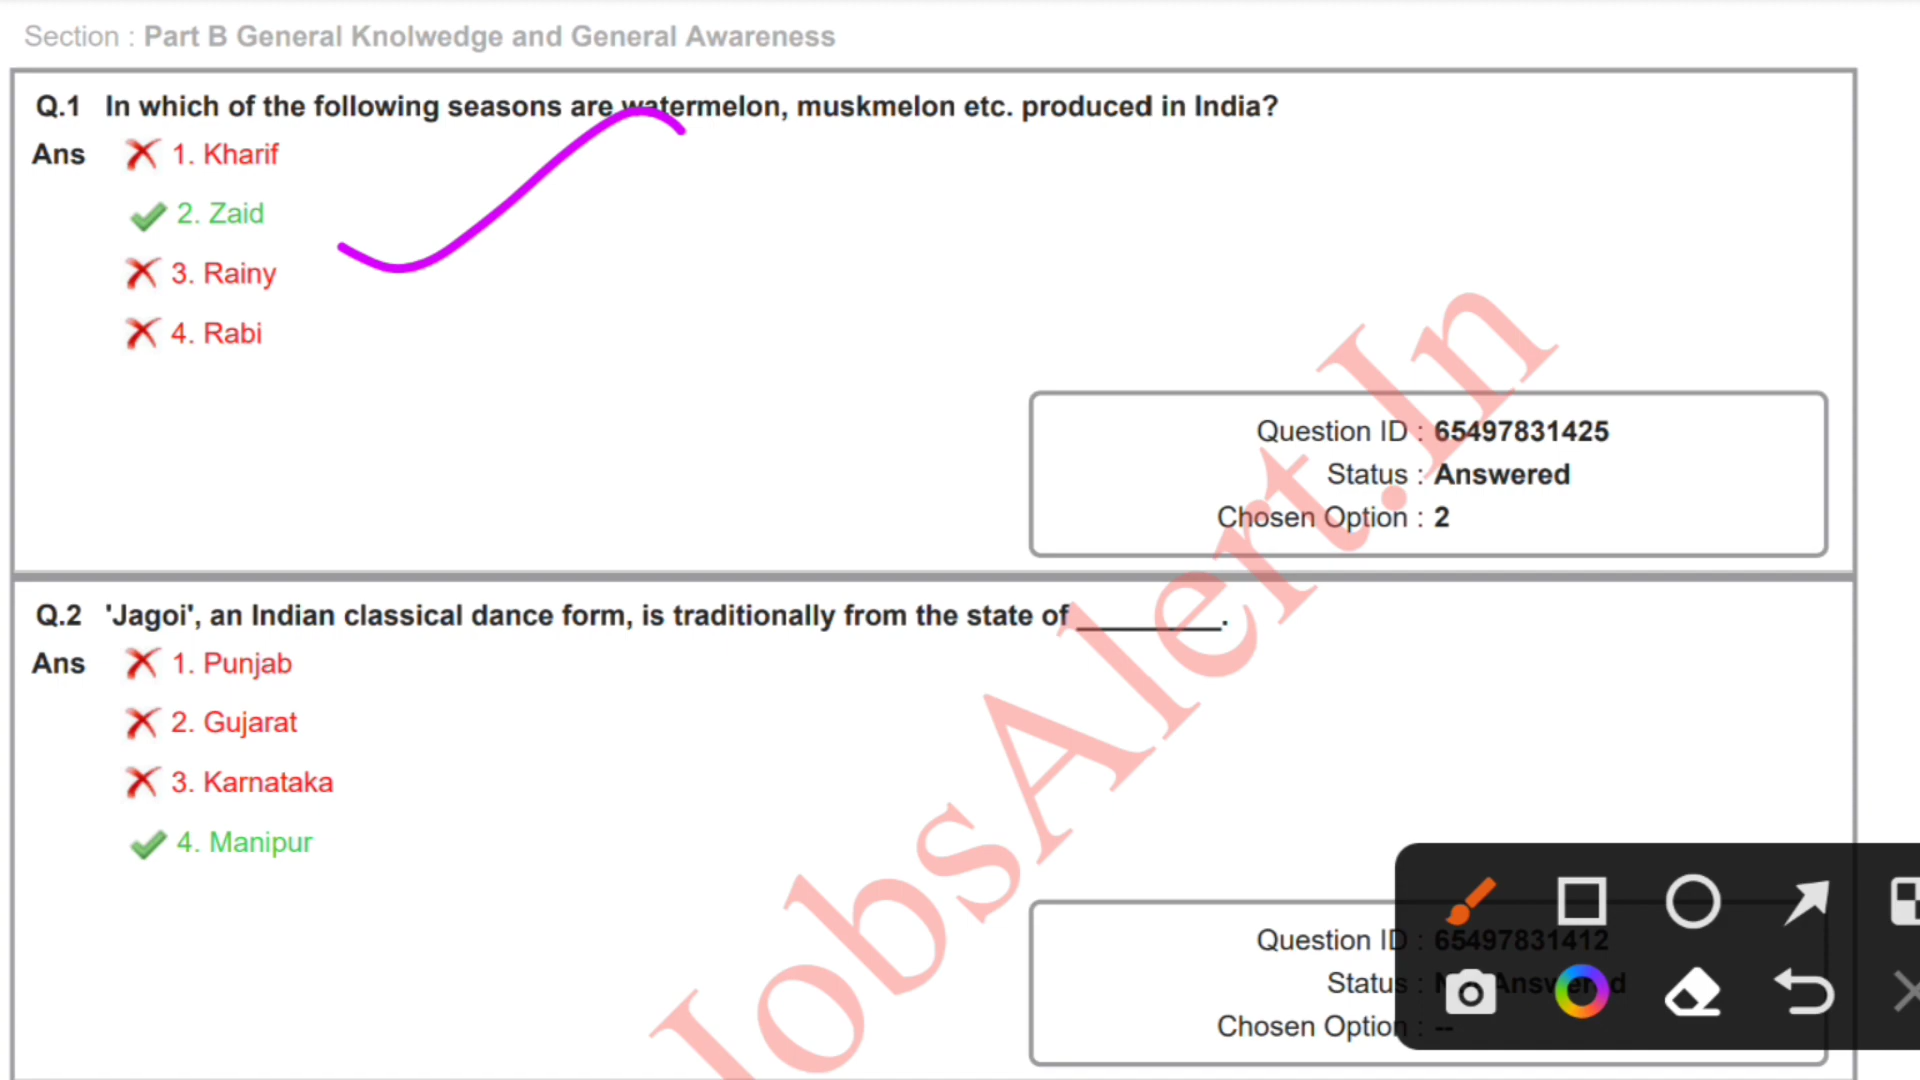 Section : Part B General Knolwedge and General Awareness
Q.1 In which of the following seasons are watermelon, muskmelon etc. produced in India?
Ans 1. Kharif
2. Zaid
3. Rainy
4. Rabi
Question ID : 65497831425
Status : Answered
Chosen Option : 2
Q.2 'Jagoi', an Indian classical dance form, is traditionally from the state of _________.
Ans 1. Punjab
2. Gujarat
3. Karnataka
4. Manipur
Question ID : 65497831412
Status :
Chosen Option : --
JobsAlert.In